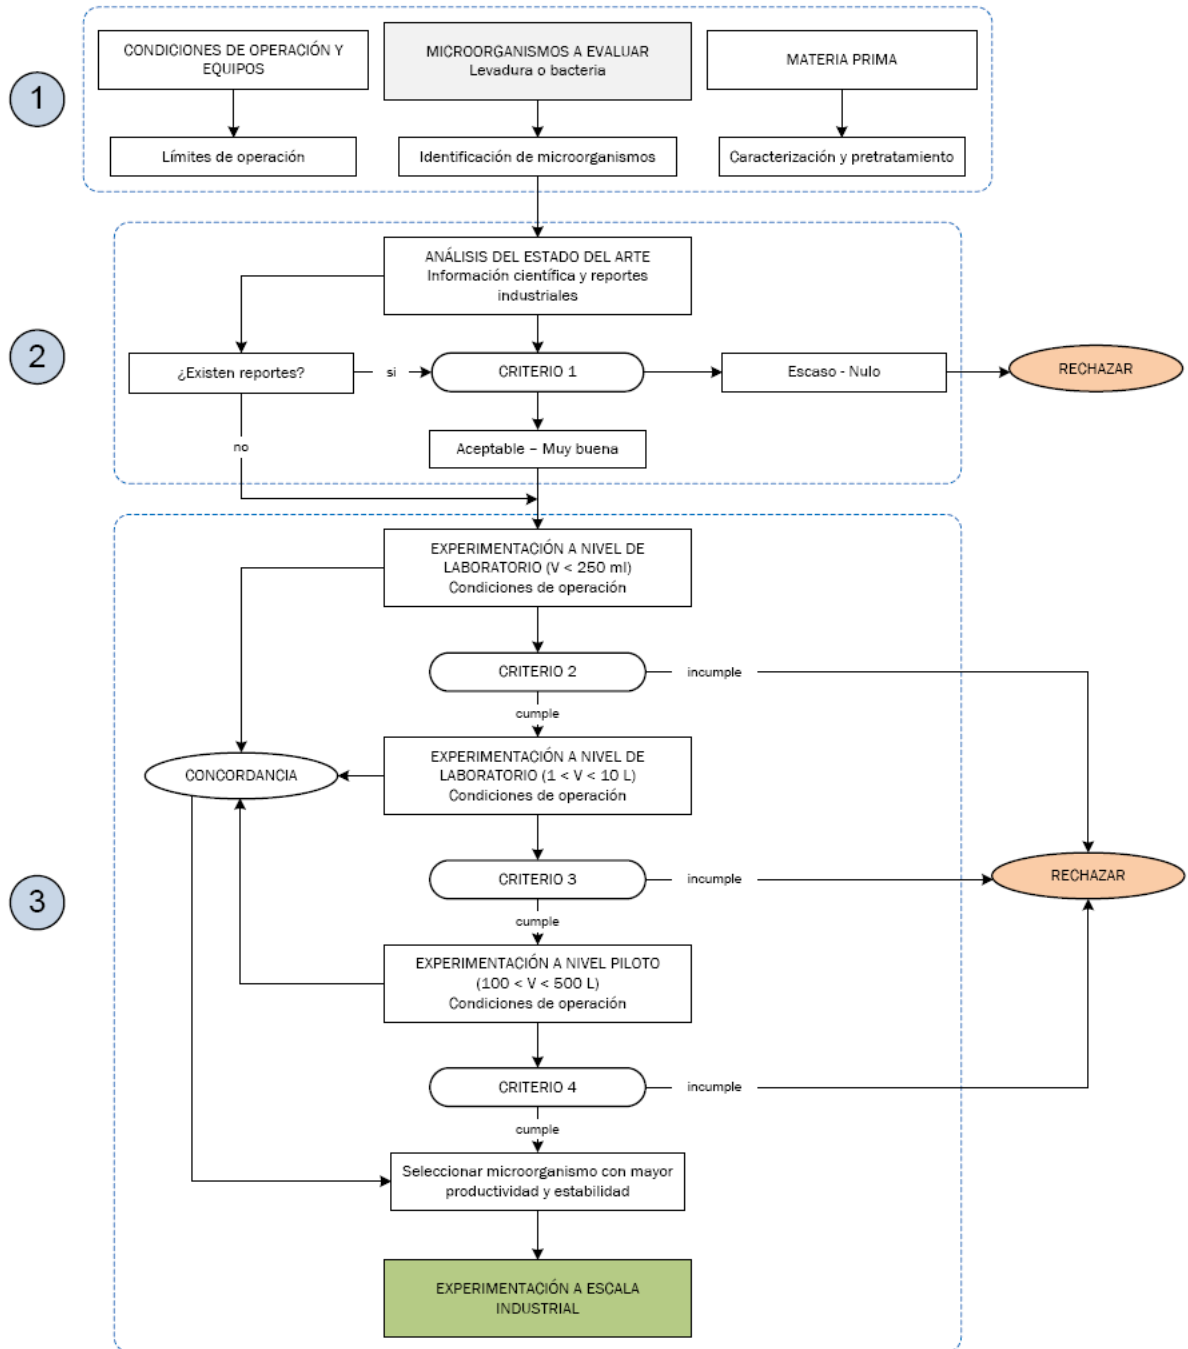 1
CONDICIONES DE OPERACIÓN Y
EQUIPOS
MICROORGANISMOS A EVALUAR
Levadura o bacteria
MATERIA PRIMA
Límites de operación
Identificación de microorganismos
Caracterización y pretratamiento
2
ANÁLISIS DEL ESTADO DEL ARTE
Información científica y reportes
industriales
¿Existen reportes?
si
CRITERIO 1
Escaso - Nulo
RECHAZAR
no
Aceptable – Muy buena
3
EXPERIMENTACIÓN A NIVEL DE
LABORATORIO (V < 250 ml)
Condiciones de operación
CRITERIO 2
incumple
cumple
CONCORDANCIA
EXPERIMENTACIÓN A NIVEL DE
LABORATORIO (1 < V < 10 L)
Condiciones de operación
CRITERIO 3
incumple
RECHAZAR
cumple
EXPERIMENTACIÓN A NIVEL PILOTO
(100 < V < 500 L)
Condiciones de operación
CRITERIO 4
incumple
cumple
Seleccionar microorganismo con mayor
productividad y estabilidad
EXPERIMENTACIÓN A ESCALA
INDUSTRIAL